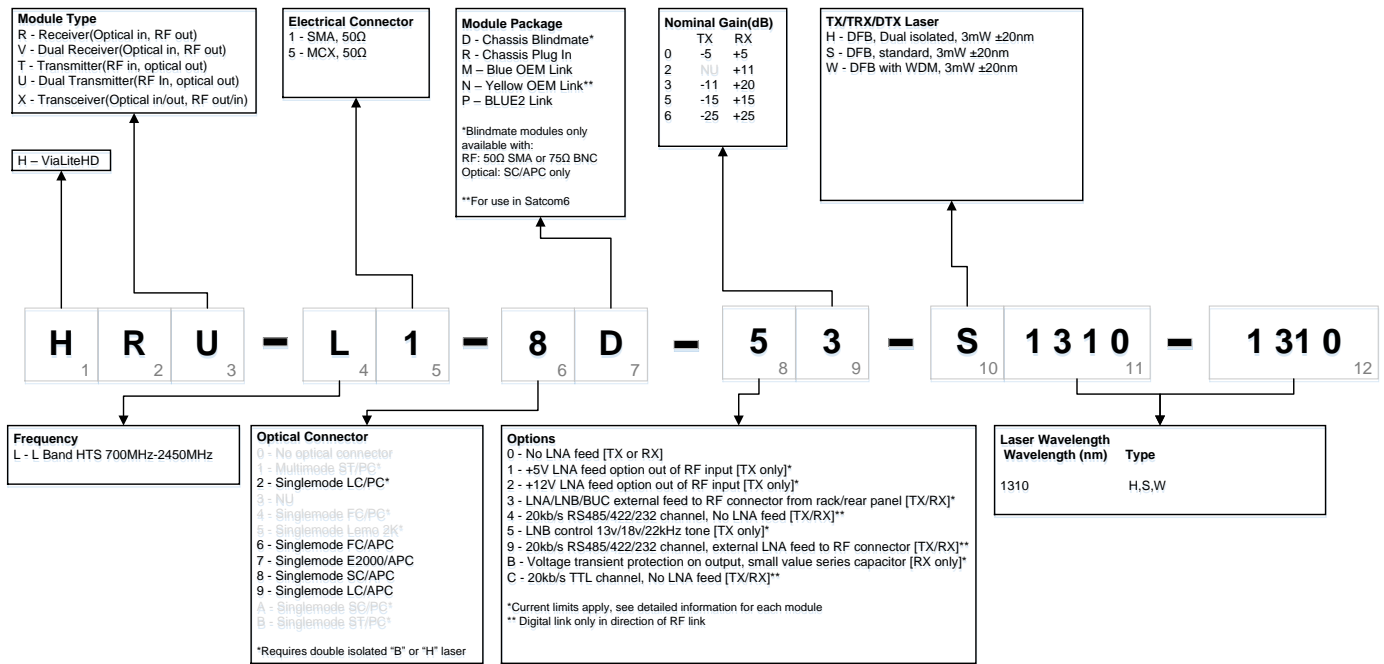 Module Type
R - Receiver(Optical in, RF out)
V - Dual Receiver(Optical in, RF out)
T - Transmitter(RF in, optical out)
U - Dual Transmitter(RF In, optical out)
X - Transceiver(Optical in/out, RF out/in)
H – ViaLiteHD
Electrical Connector
1 - SMA, 50Ω
5 - MCX, 50Ω
Module Package
D - Chassis Blindmate*
R - Chassis Plug In
M – Blue OEM Link
N – Yellow OEM Link**
P – BLUE2 Link
*Blindmate modules only
available with:
RF: 50Ω SMA or 75Ω BNC
Optical: SC/APC only
**For use in Satcom6
Nominal Gain(dB)
TX RX
0 -5 +5
2 NU +11
3 -11 +20
5 -15 +15
6 -25 +25
TX/TRX/DTX Laser
H - DFB, Dual isolated, 3mW ±20nm
S - DFB, standard, 3mW ±20nm
W - DFB with WDM, 3mW ±20nm
H R U - L 1 - 8 D - 5 3 - S 1310 - 1310
1 2 3 4 5 6 7 8 9 10 11 12
Frequency
L - L Band HTS 700MHz-2450MHz
Optical Connector
0 - No optical connector
1 - Multimode ST/PC*
2 - Singlemode LC/PC*
3 - NU
4 - Singlemode FC/PC*
5 - Singlemode Lemo 2K*
6 - Singlemode FC/APC
7 - Singlemode E2000/APC
8 - Singlemode SC/APC
9 - Singlemode LC/APC
A - Singlemode SC/PC*
B - Singlemode ST/PC*
*Requires double isolated “B” or “H” laser
Options
0 - No LNA feed [TX or RX]
1 - +5V LNA feed option out of RF input [TX only]*
2 - +12V LNA feed option out of RF input [TX only]*
3 - LNA/LNB/BUC external feed to RF connector from rack/rear panel [TX/RX]*
4 - 20kb/s RS485/422/232 channel, No LNA feed [TX/RX]**
5 - LNB control 13v/18v/22kHz tone [TX only]*
9 - 20kb/s RS485/422/232 channel, external LNA feed to RF connector [TX/RX]**
B - Voltage transient protection on output, small value series capacitor [RX only]*
C - 20kb/s TTL channel, No LNA feed [TX/RX]**
*Current limits apply, see detailed information for each module
** Digital link only in direction of RF link
Laser Wavelength
Wavelength (nm) Type
1310 H,S,W